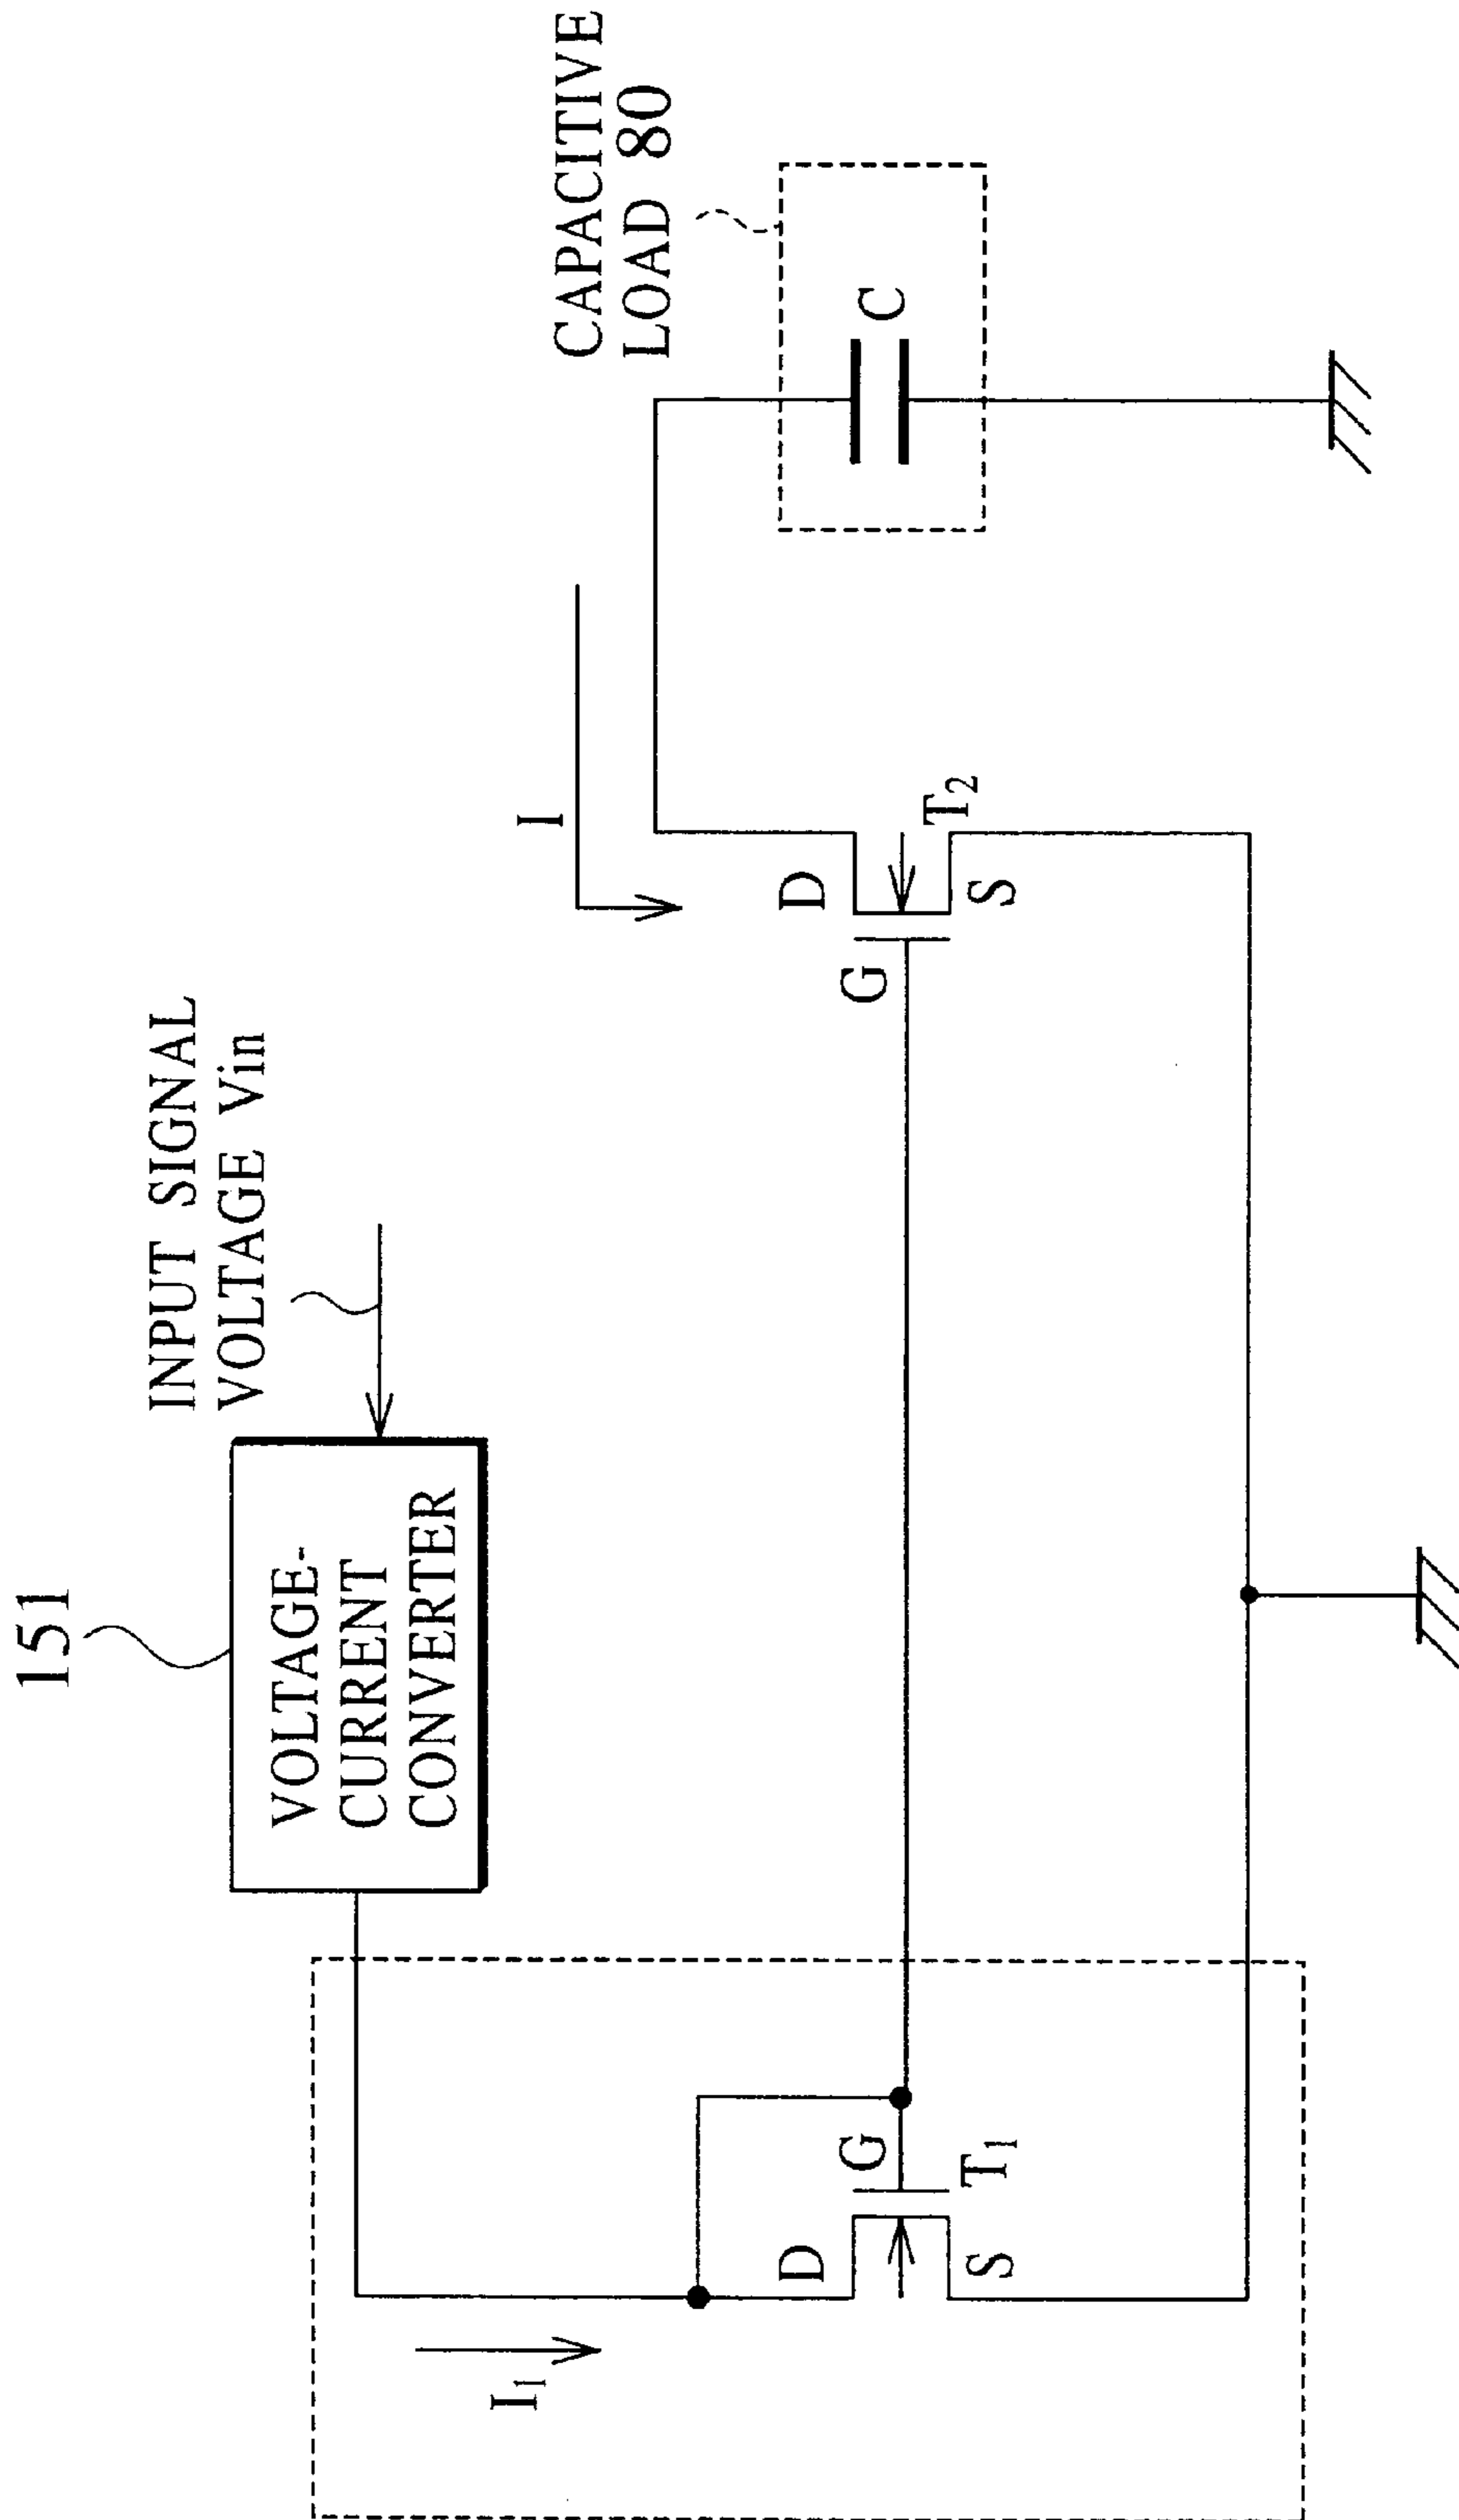 151
VOLTAGE-
CURRENT
CONVERTER
INPUT SIGNAL
VOLTAGE Vin
CAPACITIVE
LOAD 80
I
I₁
D
G
S
T₁
D
G
S
T₂
C